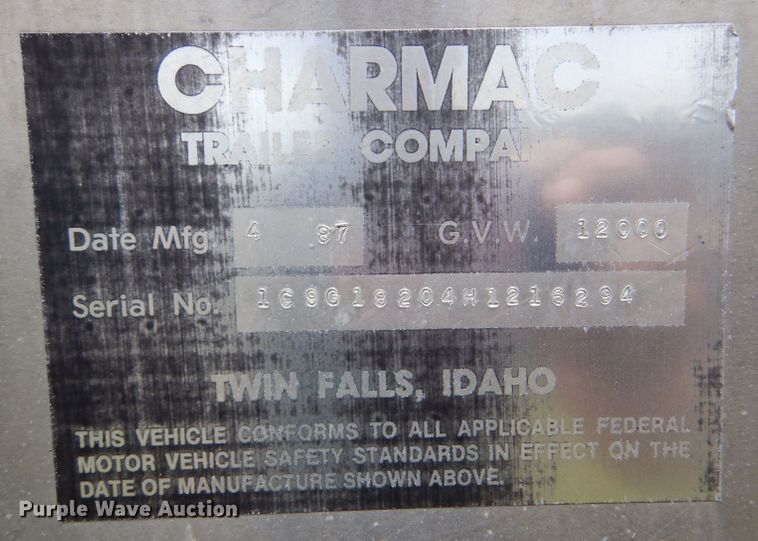 CHARMAC
TRAILER COMPANY
Date Mfg. 4 87 G.V.W. 12000
Serial No. 1C9G18204H1216294
TWIN FALLS, IDAHO
THIS VEHICLE CONFORMS TO ALL APPLICABLE FEDERAL
MOTOR VEHICLE SAFETY STANDARDS IN EFFECT ON THE
DATE OF MANUFACTURE SHOWN ABOVE.
Purple Wave Auction